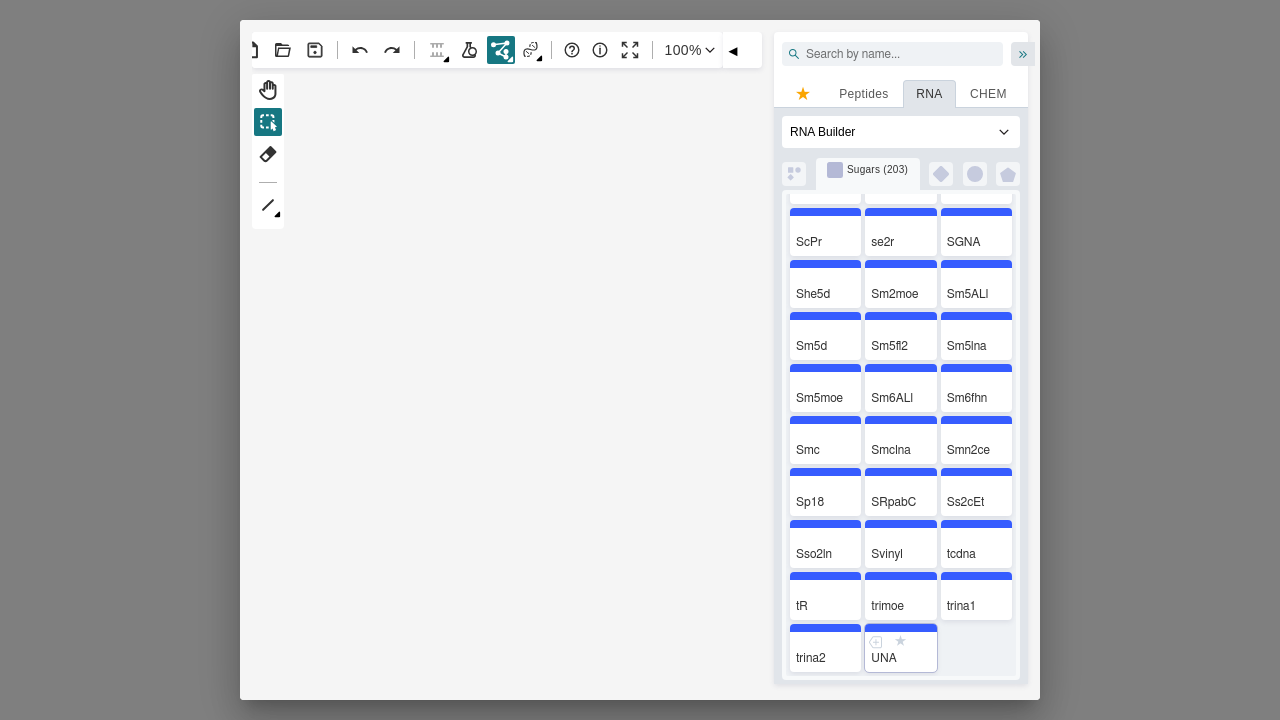 100%
Search by name...
Peptides RNA CHEM
RNA Builder
Sugars (203)
ScPr se2r SGNA
She5d Sm2moe Sm5ALl
Sm5d Sm5fl2 Sm5lna
Sm5moe Sm6ALl Sm6fhn
Smc Smclna Smn2ce
Sp18 SRpabC Ss2cEt
Sso2ln Svinyl tcdna
tR trimoe trina1
trina2 UNA